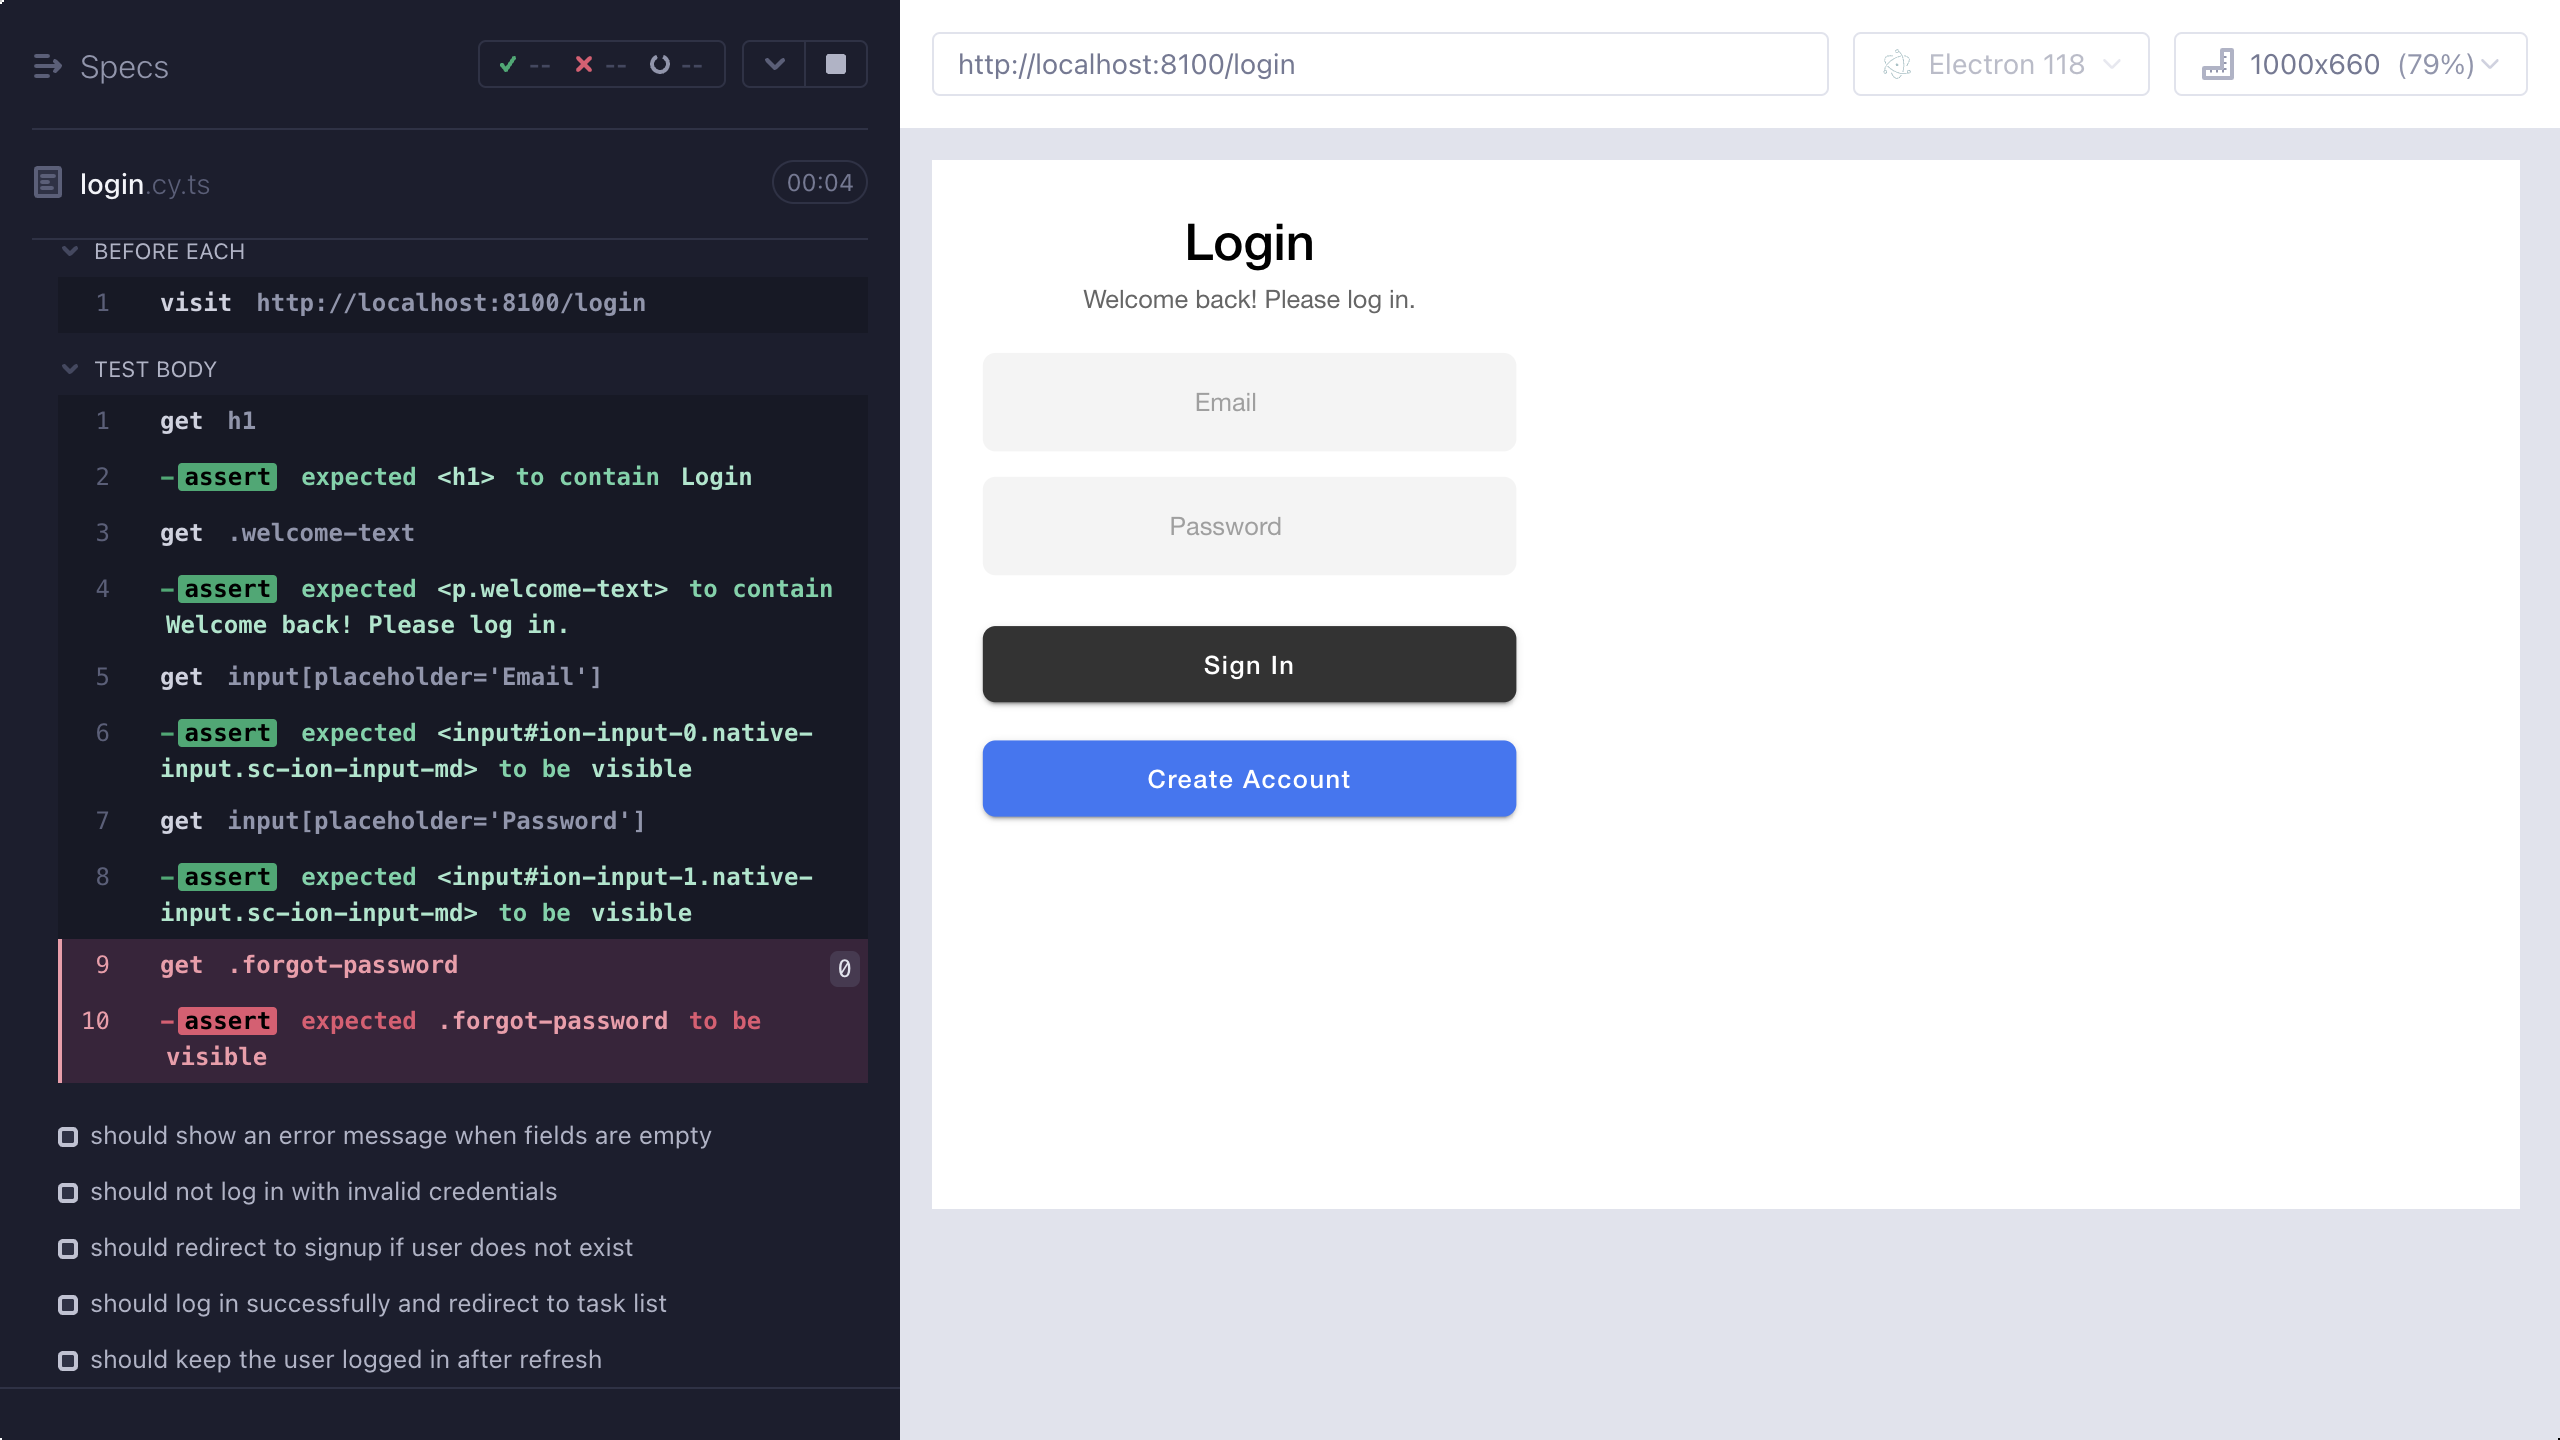 Specs
-- -- --
login.cy.ts 00:04
BEFORE EACH
1 visit http://localhost:8100/login
TEST BODY
1 get h1
2 -assert expected <h1> to contain Login
3 get .welcome-text
4 -assert expected <p.welcome-text> to contain
Welcome back! Please log in.
5 get input[placeholder='Email']
6 -assert expected <input#ion-input-0.native-
input.sc-ion-input-md> to be visible
7 get input[placeholder='Password']
8 -assert expected <input#ion-input-1.native-
input.sc-ion-input-md> to be visible
9 get .forgot-password 0
10 -assert expected .forgot-password to be
visible
should show an error message when fields are empty
should not log in with invalid credentials
should redirect to signup if user does not exist
should log in successfully and redirect to task list
should keep the user logged in after refresh
http://localhost:8100/login
Electron 118
1000x660 (79%)
Login
Welcome back! Please log in.
Email
Password
Sign In
Create Account